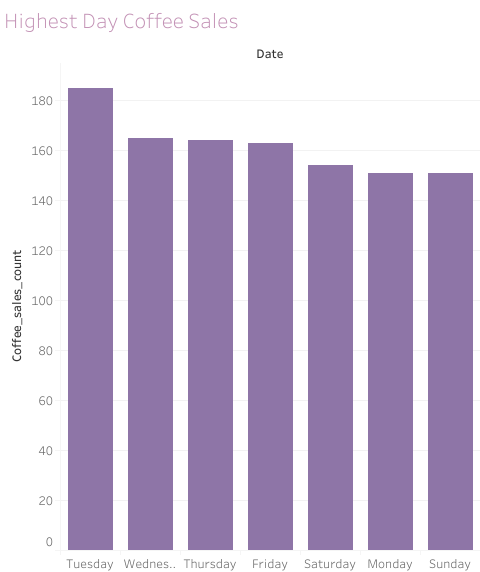 Highest Day Coffee Sales
Date
Coffee_sales_count
180
160
140
120
100
80
60
40
20
0
Tuesday Wednes.. Thursday Friday Saturday Monday Sunday